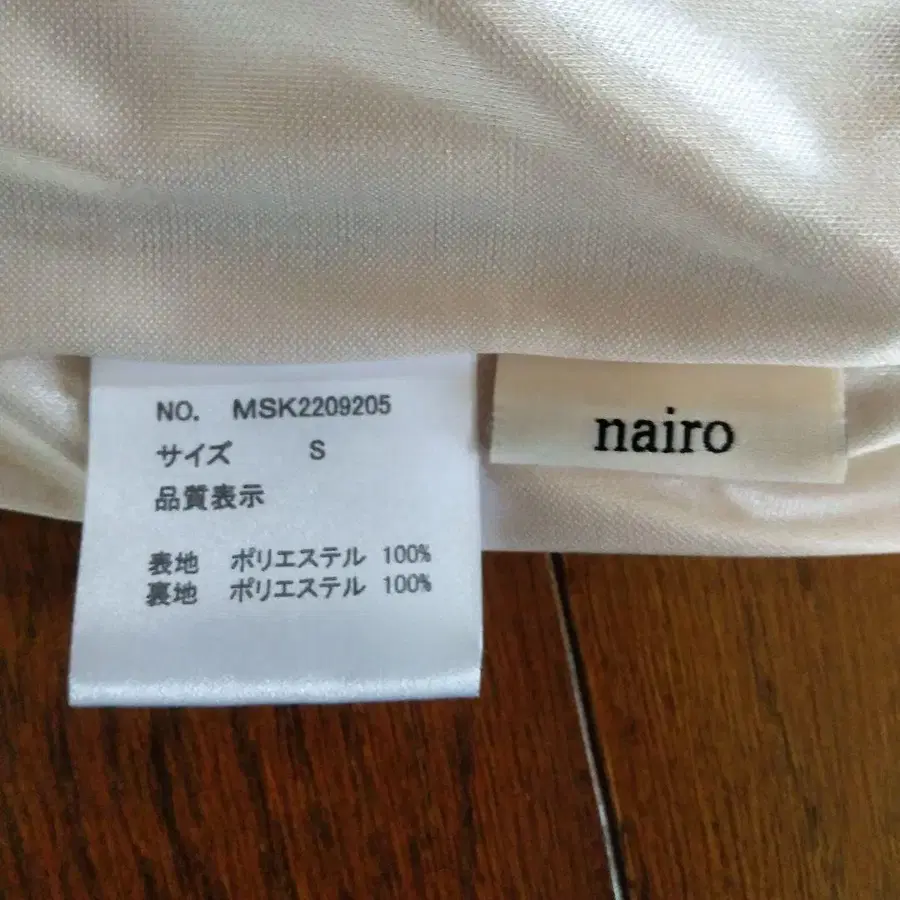 NO. MSK2209205
サイズ S
品質表示
表地 ポリエステル 100%
裏地 ポリエステル 100%
nairo